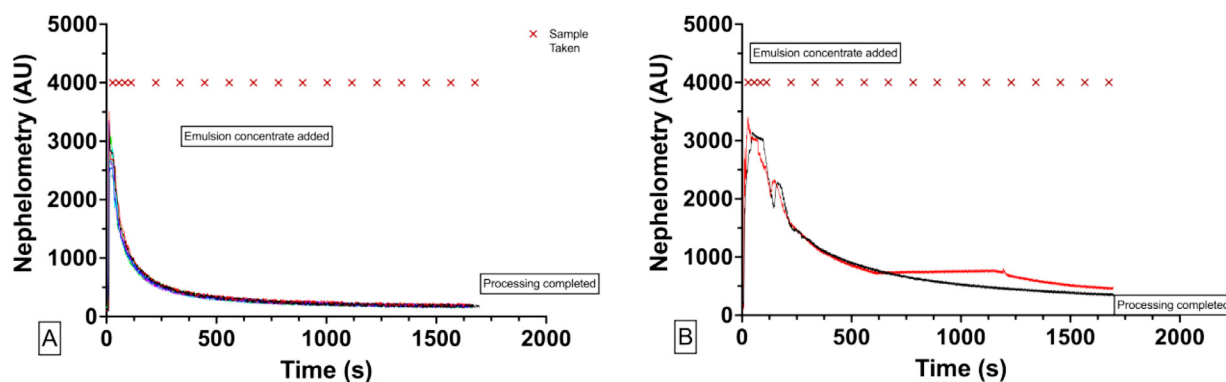 5000
4000
3000
2000
1000
0
Nephelometry (AU)
Sample
Taken
Emulsion concentrate added
Processing completed
A
0
500
1000
1500
2000
Time (s)
5000
4000
3000
2000
1000
0
Nephelometry (AU)
Emulsion concentrate added
Processing completed
B
0
500
1000
1500
2000
Time (s)